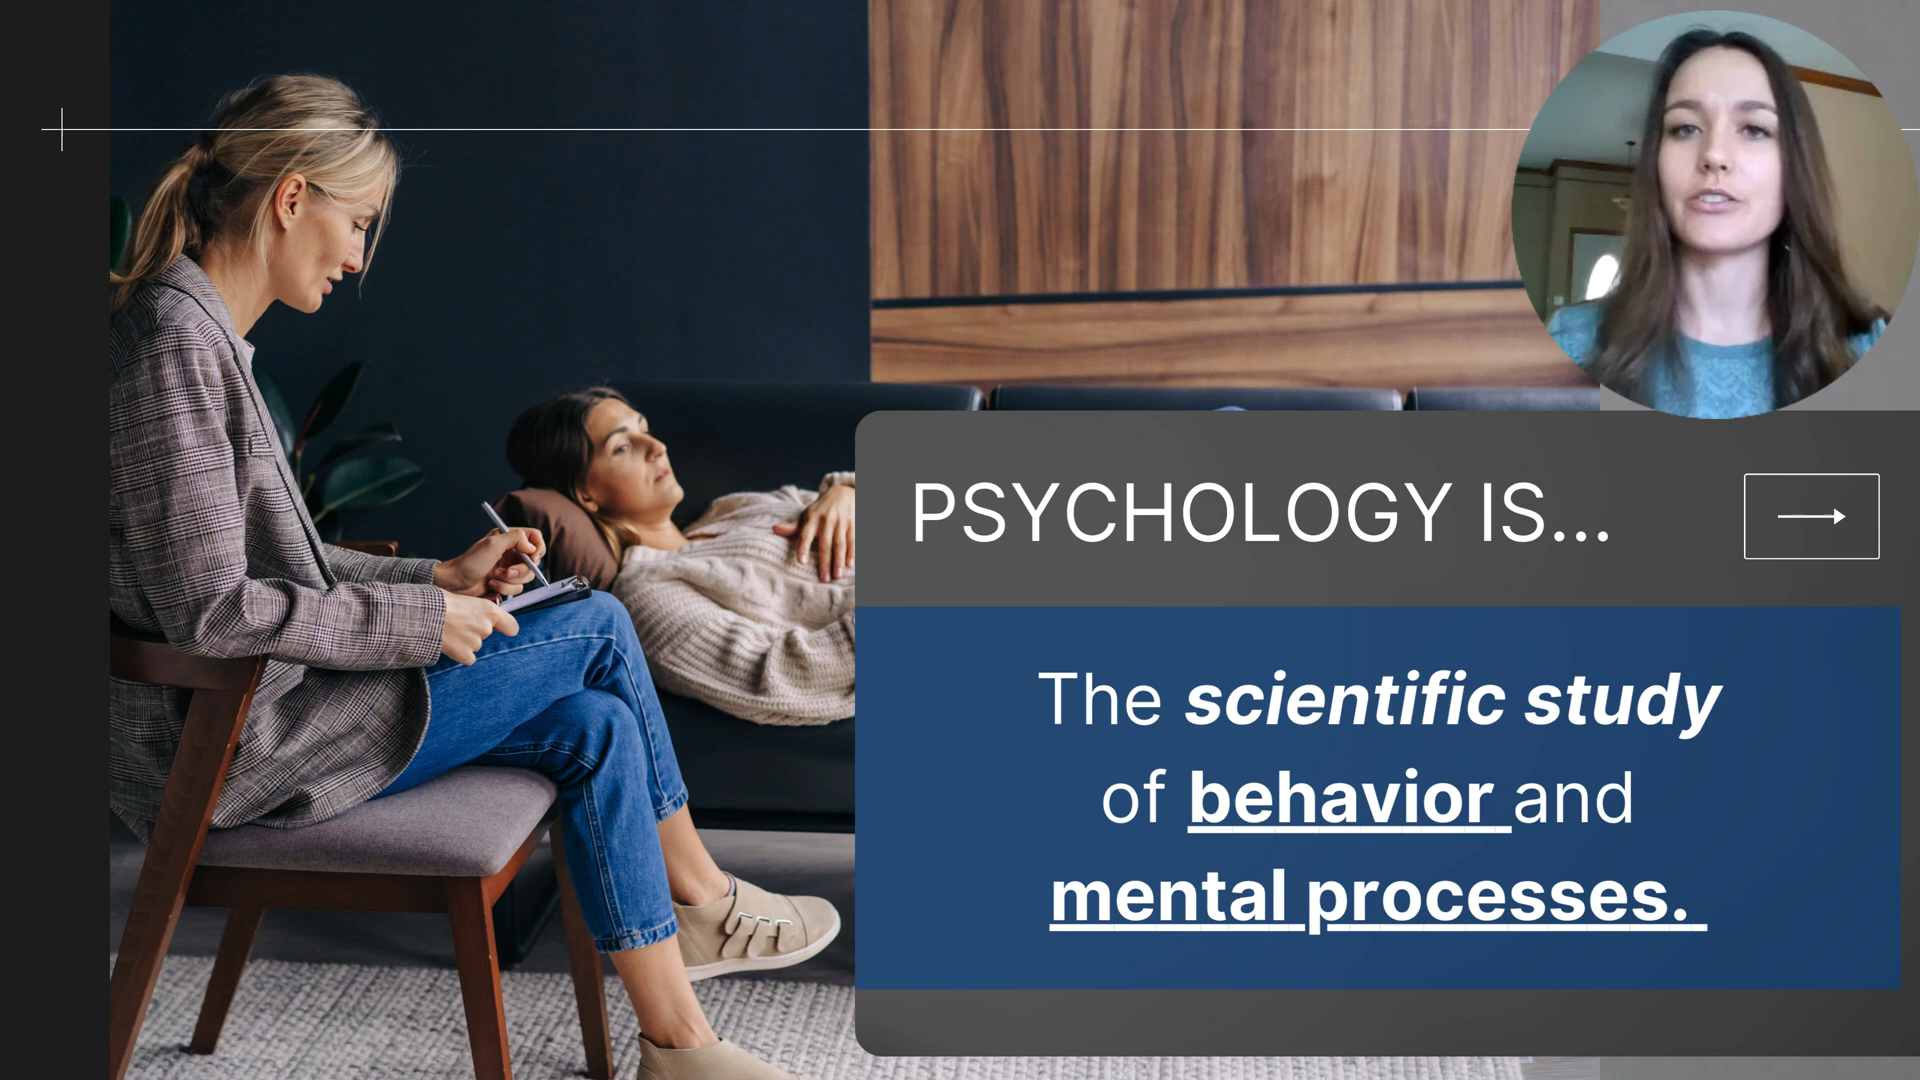 PSYCHOLOGY IS...
The scientific study
of behavior and
mental processes.